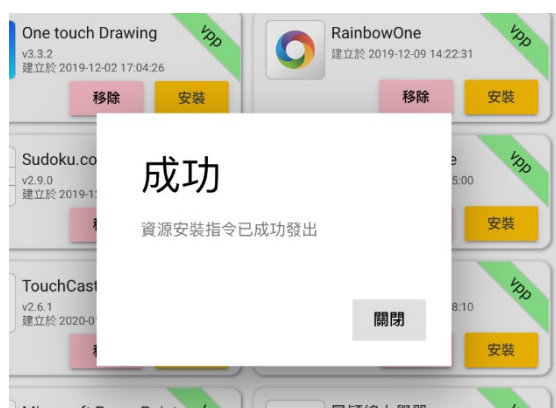 One touch Drawing
v3.3.2
建立於 2019-12-02 17:04:26
vpp
移除
安裝
RainbowOne
建立於 2019-12-09 14:22:31
vpp
移除
安裝
Sudoku.co
v2.9.0
建立於 2019-1
e
5:00
vpp
安裝
成功
資源安裝指令已成功發出
關閉
TouchCast
v2.6.1
建立於 2020-0
8:10
vpp
安裝